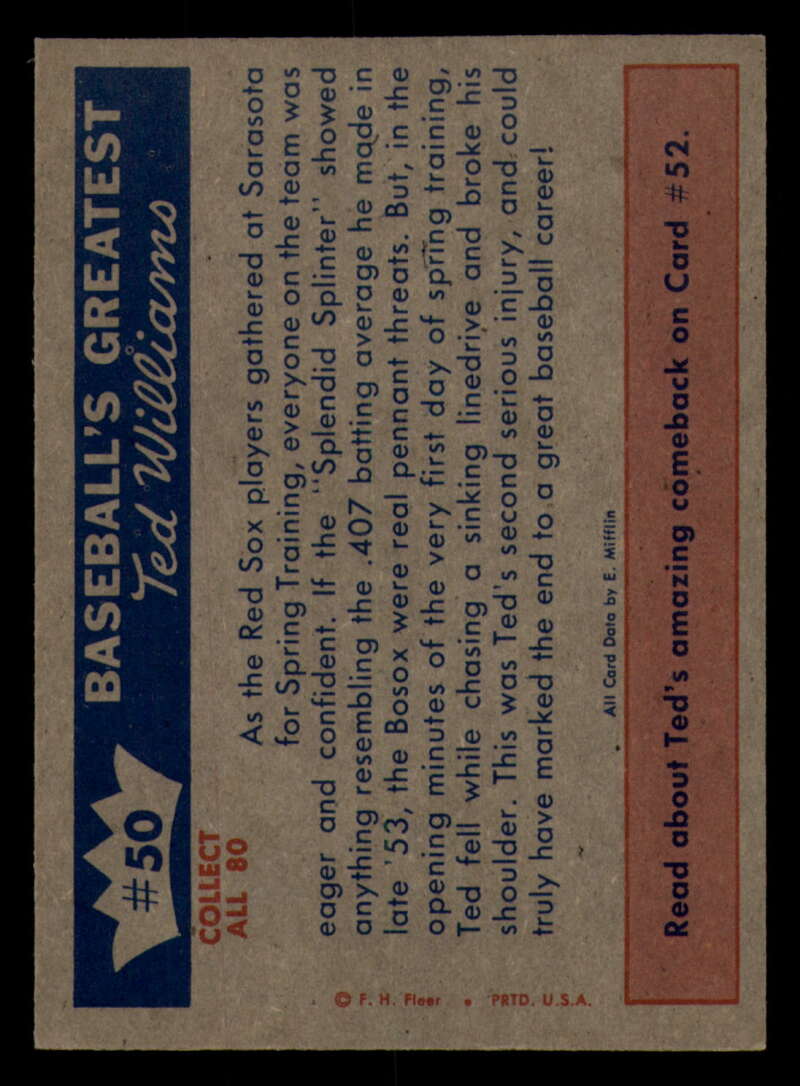 #50
BASEBALL'S GREATEST
Ted Williams
COLLECT
ALL 80
As the Red Sox players gathered at Sarasota
for Spring Training, everyone on the team was
eager and confident. If the "Splendid Splinter" showed
anything resembling the .407 batting average he made in
late '53, the Bosox were real pennant threats. But, in the
opening minutes of the very first day of spring training,
Ted fell while chasing a sinking linedrive and broke his
shoulder. This was Ted's second serious injury, and could
truly have marked the end to a great baseball career!
All Card Data by E. Mifflin
© F. H. Fleer • PRTD. U.S.A.
Read about Ted's amazing comeback on Card #52.